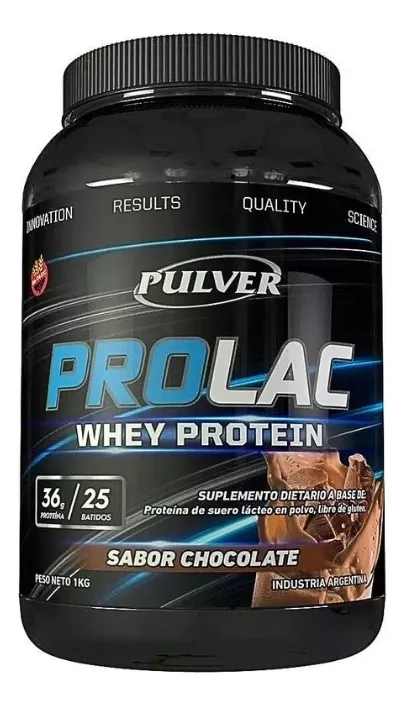 INNOVATION RESULTS QUALITY SCIENCE
PULVER
PROLAC
WHEY PROTEIN
36g / 25
PROTEÍNA BATIDOS
SUPLEMENTO DIETARIO A BASE DE:
Proteína de suero lácteo en polvo, libre de gluten.
SABOR CHOCOLATE
PESO NETO 1KG
INDUSTRIA ARGENTINA